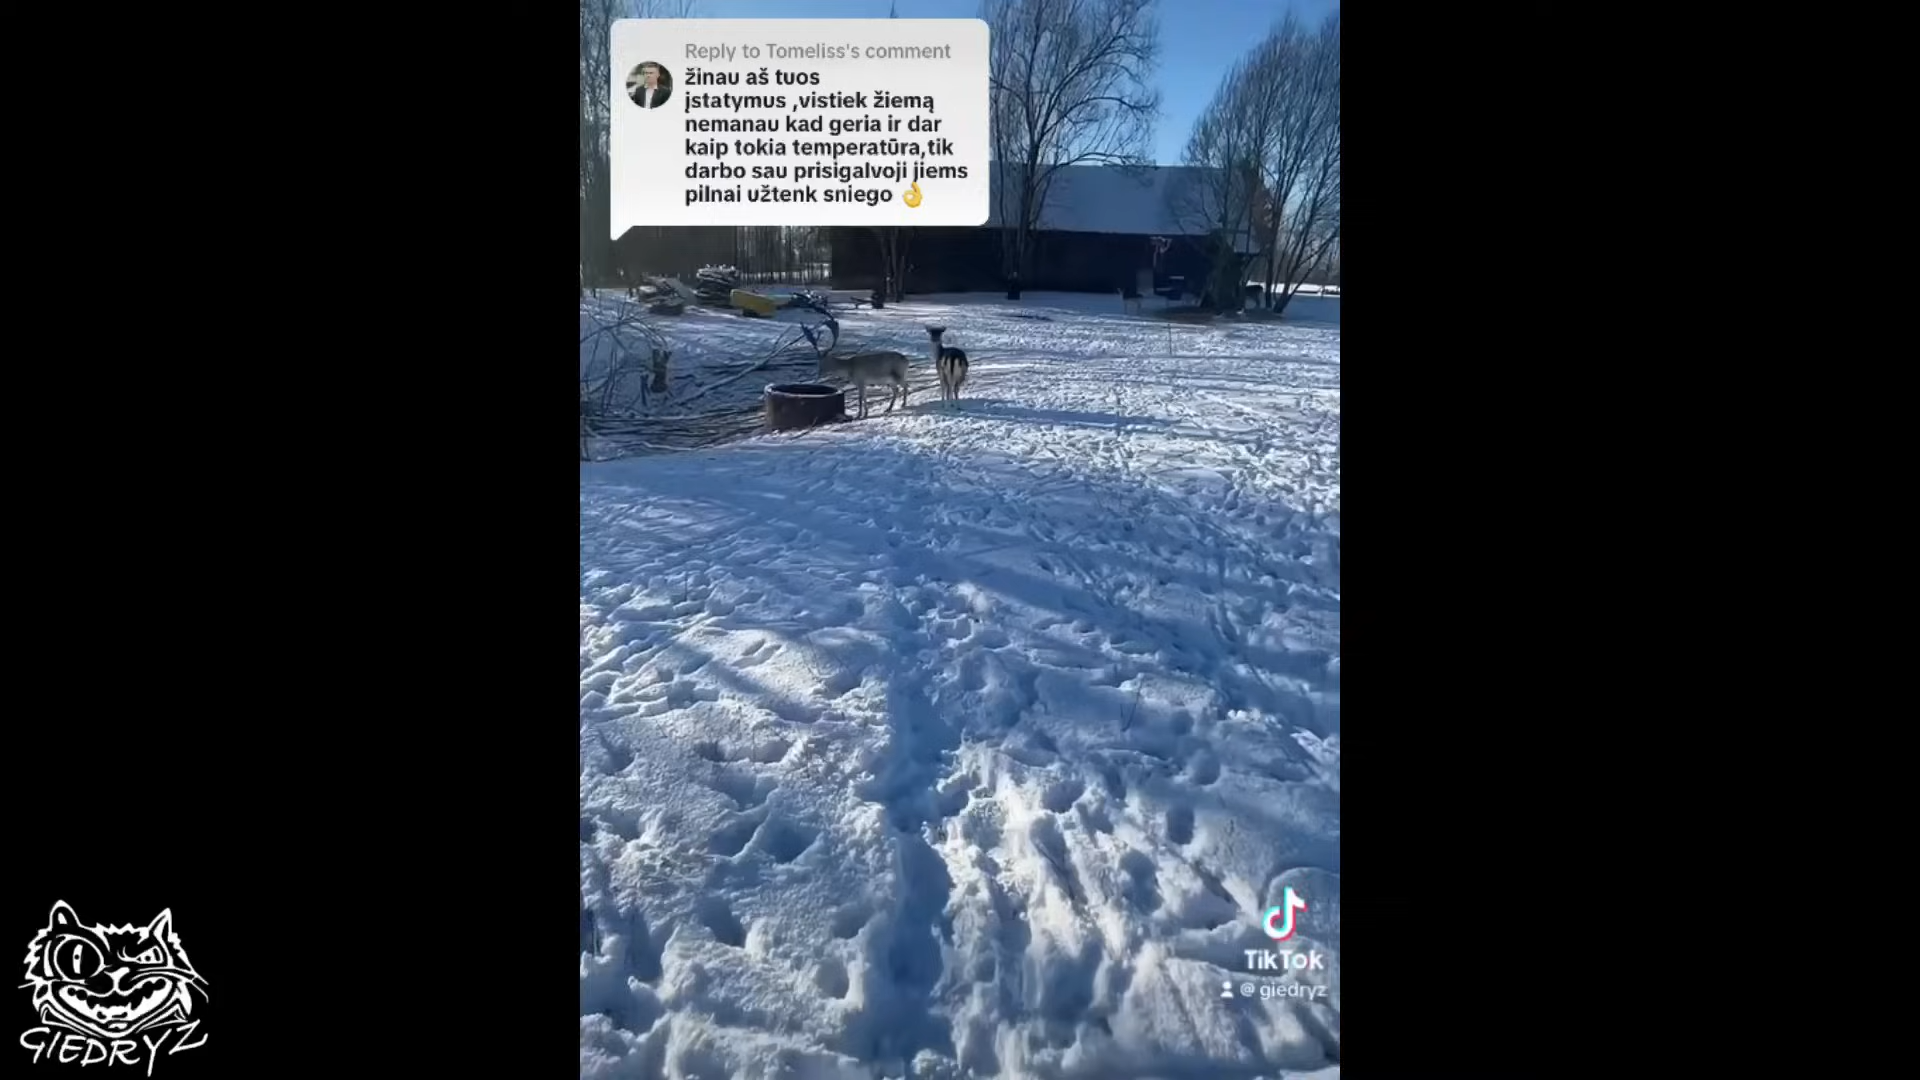 Reply to Tomeliss's comment
žinau aš tuos
įstatymus ,vistiek žiemą
nemanau kad geria ir dar
kaip tokia temperatūra,tik
darbo sau prisigalvoji jiems
pilnai užtenk sniego 👌
TikTok
@ giedryz
GIEDRYZ